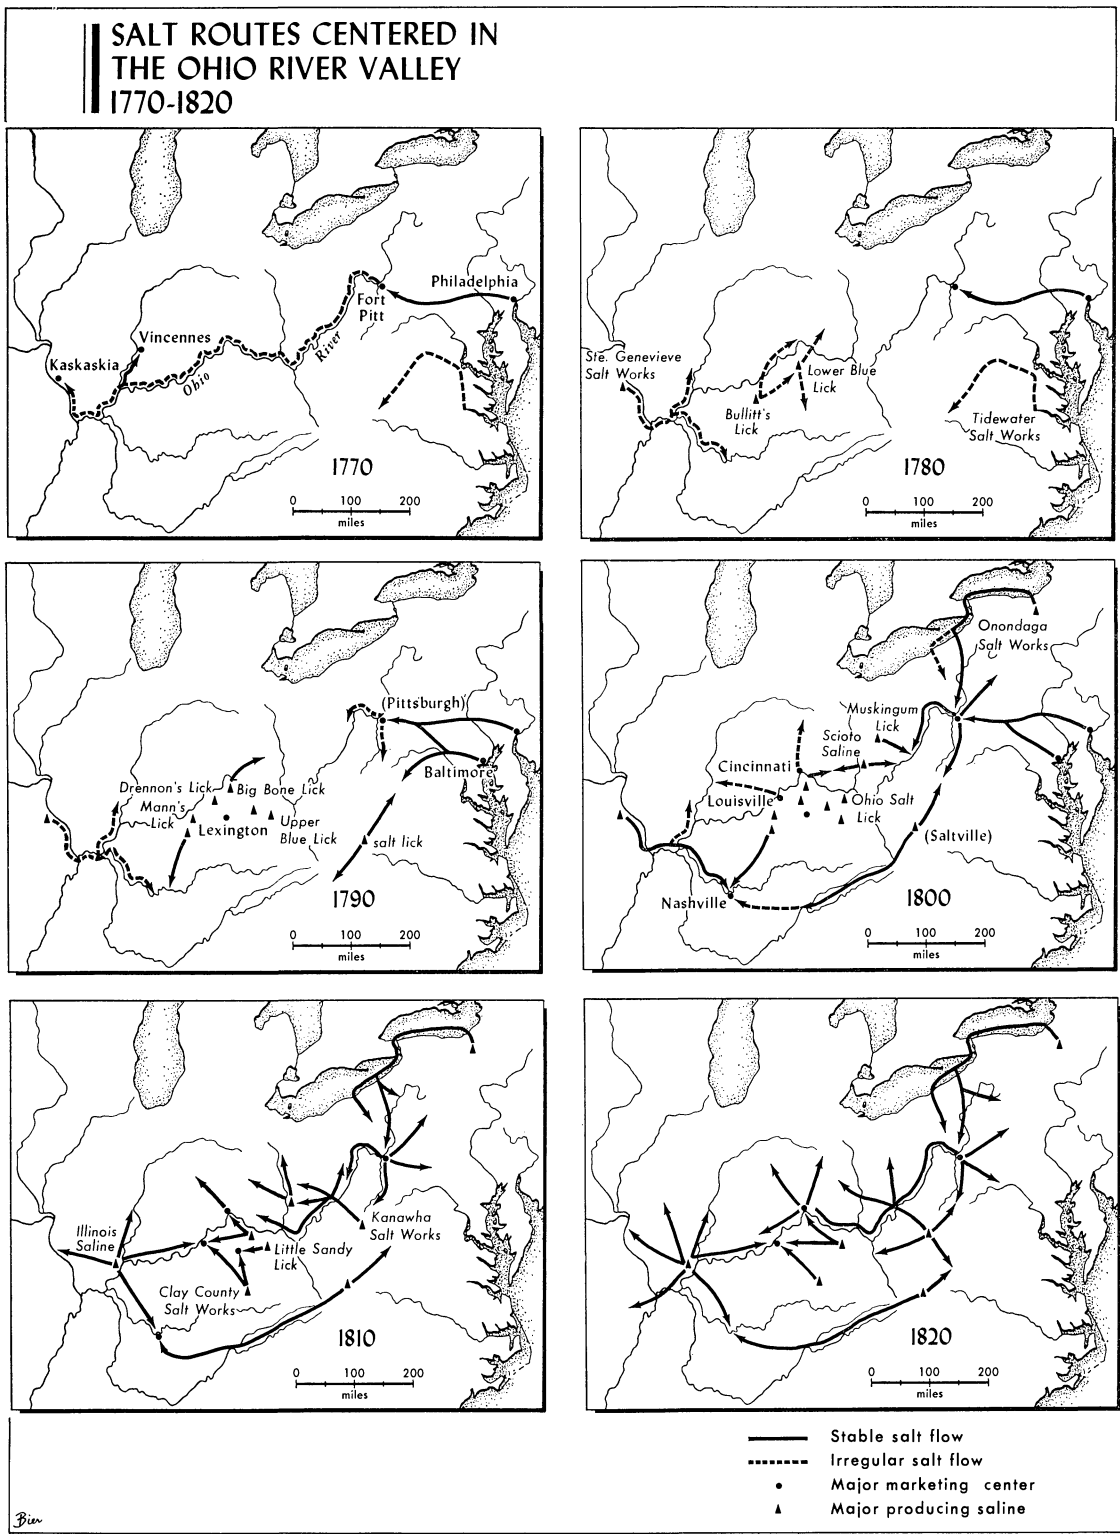 SALT ROUTES CENTERED IN
THE OHIO RIVER VALLEY
1770-1820
Philadelphia
Fort
Pitt
River
Vincennes
Kaskaskia
Ohio
1770
0 100 200
miles
Ste. Genevieve
Salt Works
Lower Blue
Lick
Bullitt's
Lick
Tidewater
Salt Works
1780
0 100 200
miles
(Pittsburgh)
Baltimore
Drennon's Lick
Big Bone Lick
Mann's
Lick
Lexington
Upper
Blue Lick
salt lick
1790
0 100 200
miles
Onondaga
Salt Works
Muskingum
Lick
Scioto
Saline
Cincinnati
Louisville
Ohio Salt
Lick
(Saltville)
Nashville
1800
0 100 200
miles
Illinois
Saline
Kanawha
Salt Works
Little Sandy
Lick
Clay County
Salt Works
1810
0 100 200
miles
1820
0 100 200
miles
Stable salt flow
Irregular salt flow
Major marketing center
Major producing saline
Bier